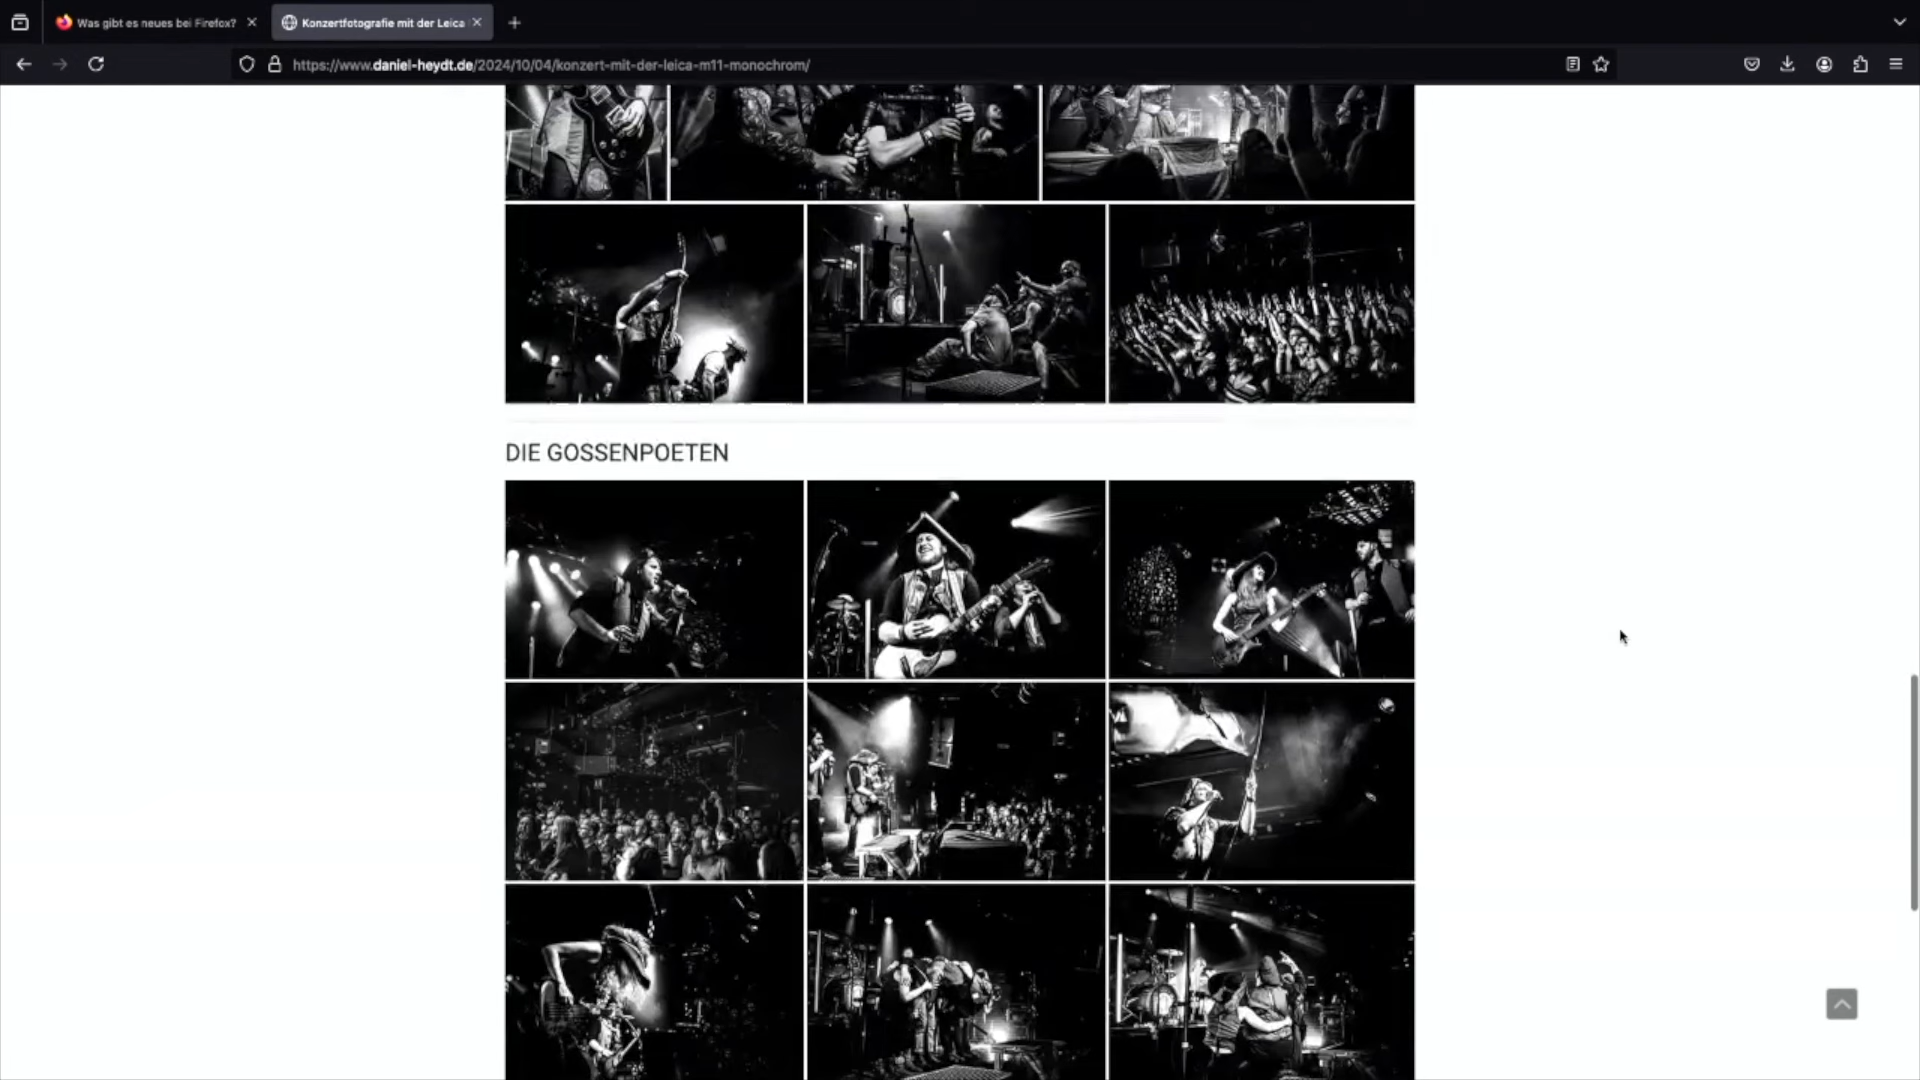 Was gibt es neues bei Firefox?
Konzertfotografie mit der Leica
https://www.daniel-heydt.de/2024/10/04/konzert-mit-der-leica-m11-monochrom/
DIE GOSSENPOETEN